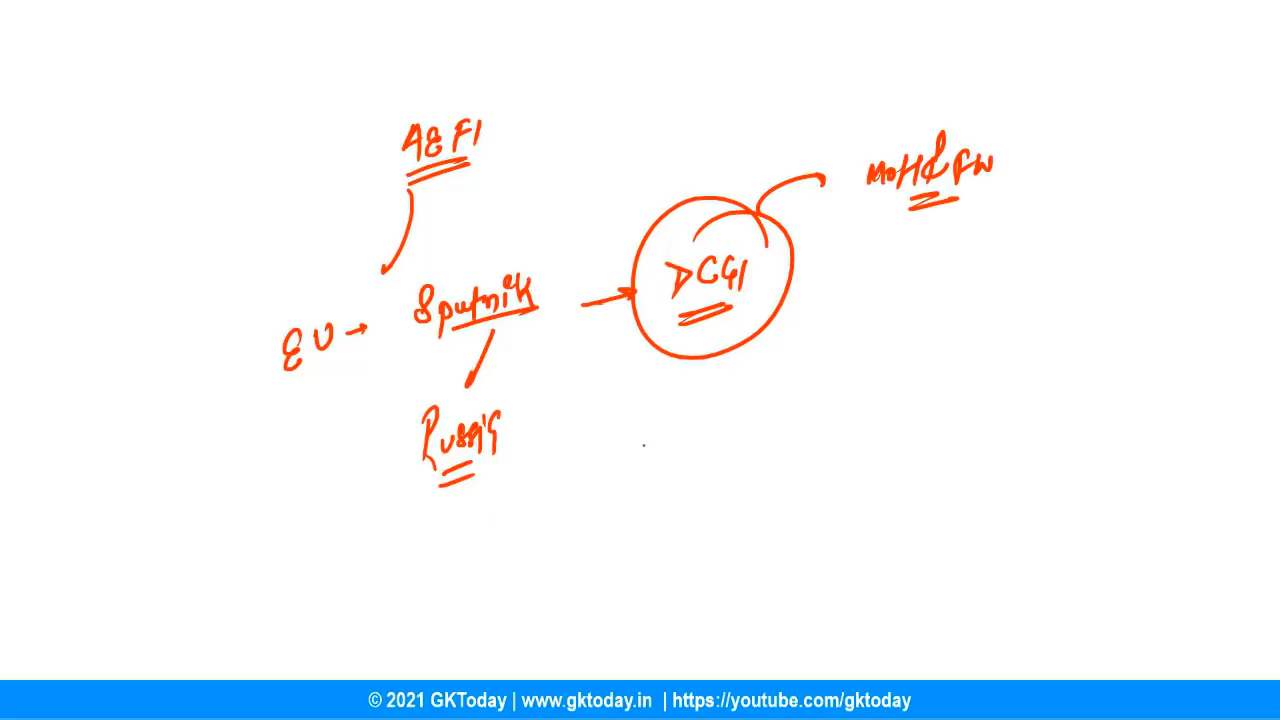 AEFI
MOH&FW
DCGI
Sputnik
EU
Russia
© 2021 GKToday | www.gktoday.in | https://youtube.com/gktoday